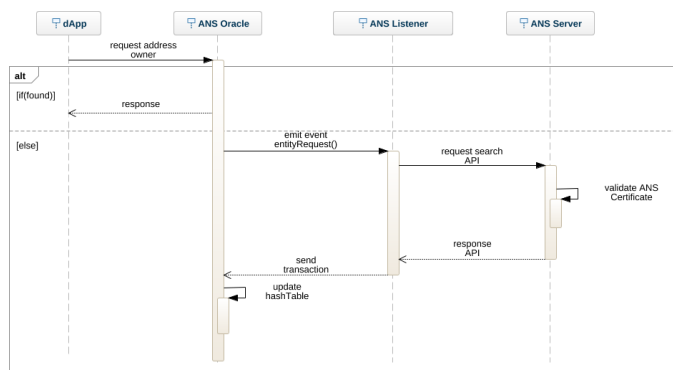 dApp
ANS Oracle
ANS Listener
ANS Server
request address
owner
alt
[if(found)]
response
[else]
emit event
entityRequest()
request search
API
validate ANS
Certificate
response
API
send
transaction
update
hashTable